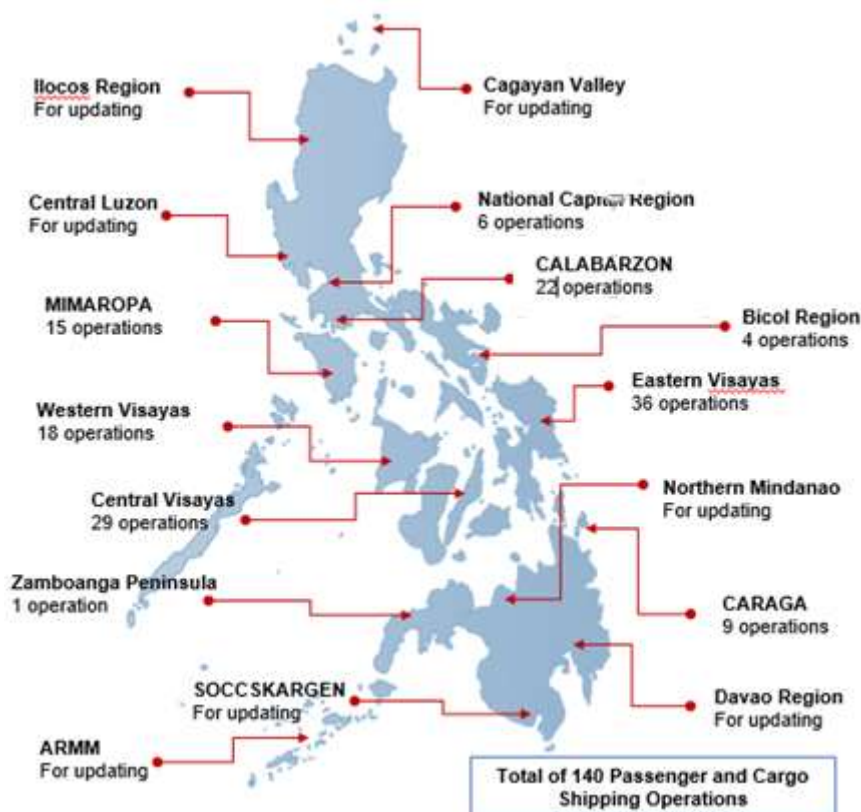 Ilocos Region
For updating
Cagayan Valley
For updating
Central Luzon
For updating
National Capital Region
6 operations
CALABARZON
22 operations
MIMAROPA
15 operations
Bicol Region
4 operations
Eastern Visayas
36 operations
Western Visayas
18 operations
Northern Mindanao
For updating
Central Visayas
29 operations
Zamboanga Peninsula
1 operation
CARAGA
9 operations
SOCCSKARGEN
For updating
Davao Region
For updating
ARMM
For updating
Total of 140 Passenger and Cargo
Shipping Operations